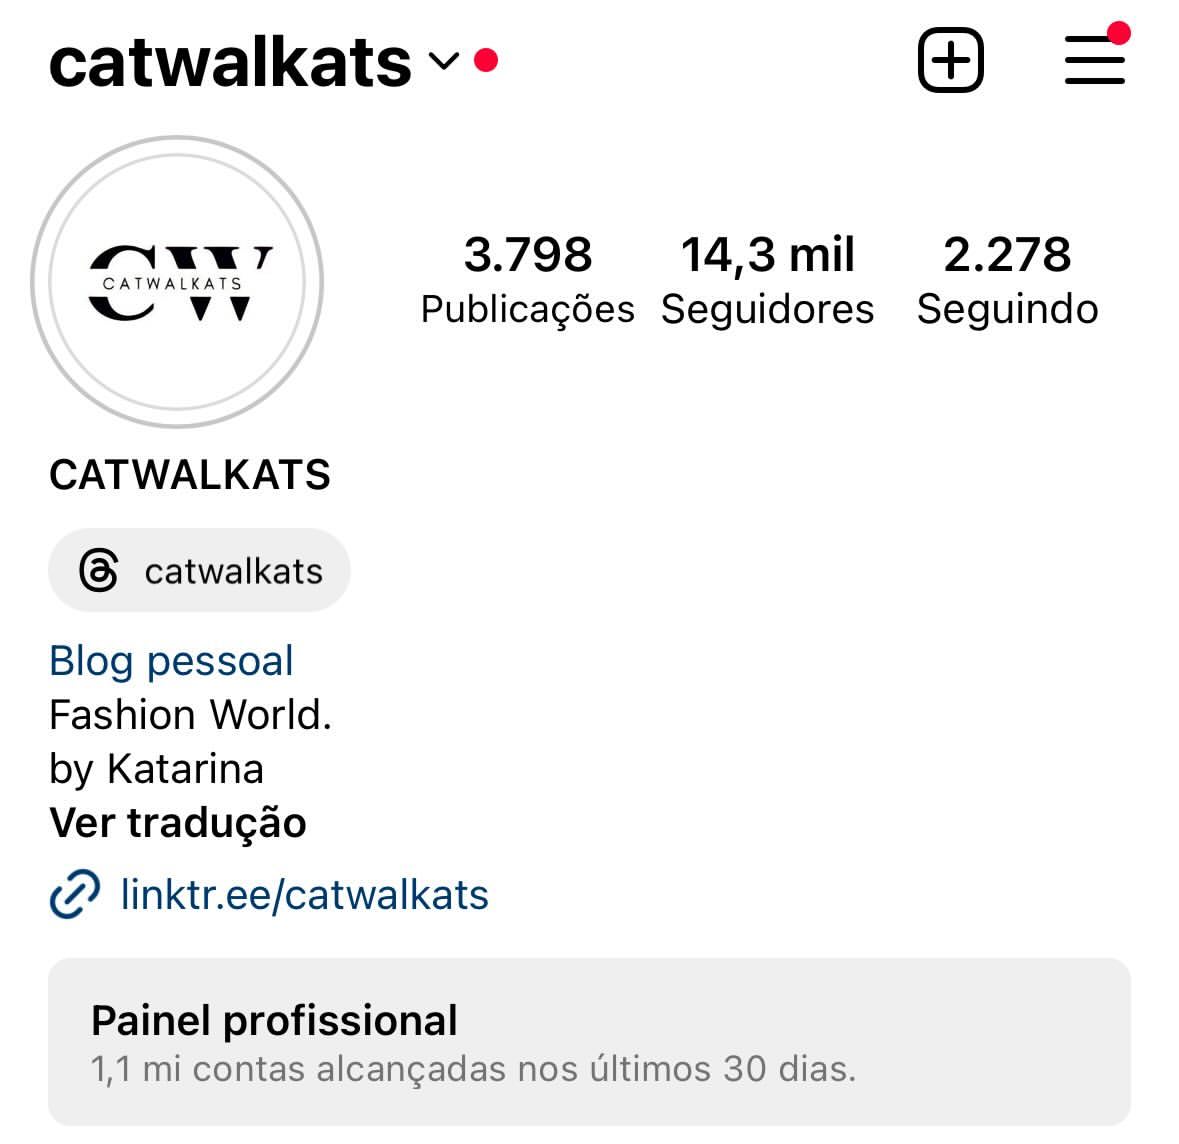 catwalkats
CW
CATWALKATS
3.798 14,3 mil 2.278
Publicações Seguidores Seguindo
CATWALKATS
catwalkats
Blog pessoal
Fashion World.
by Katarina
Ver tradução
linktr.ee/catwalkats
Painel profissional
1,1 mi contas alcançadas nos últimos 30 dias.